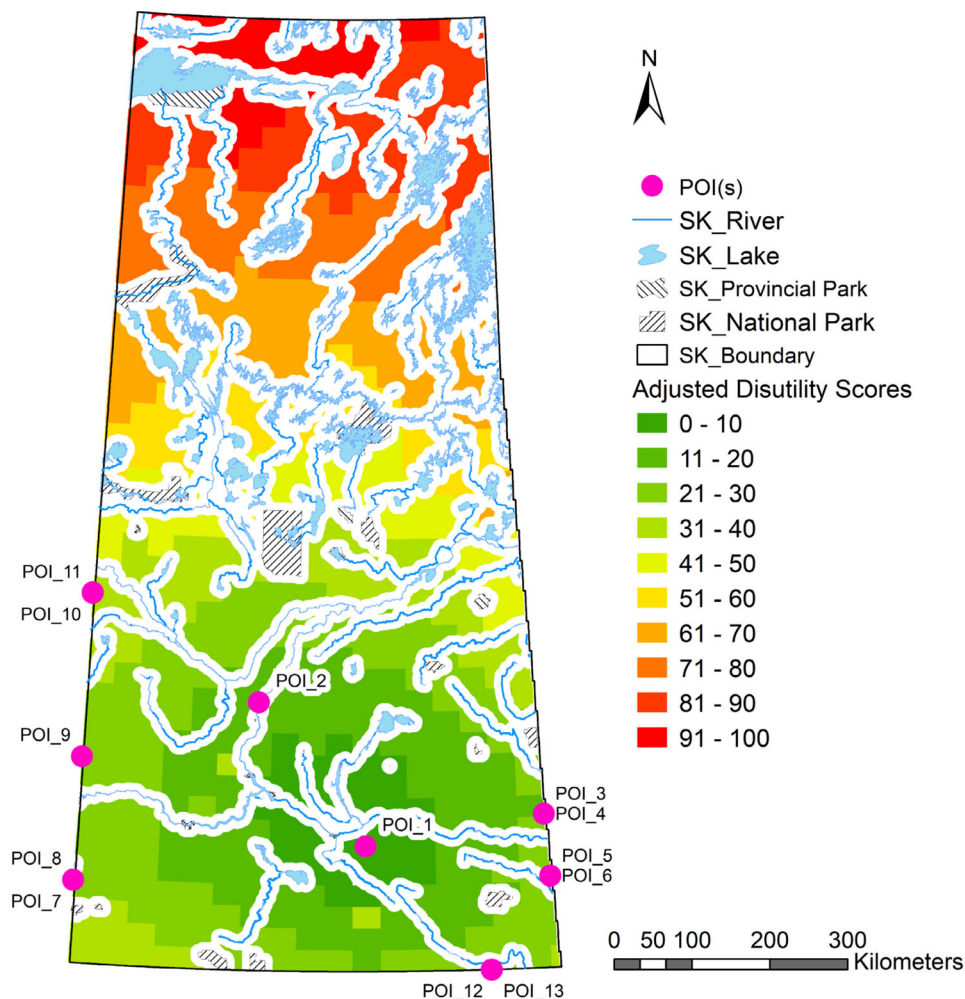 N
POI(s)
SK_River
SK_Lake
SK_Provincial Park
SK_National Park
SK_Boundary
Adjusted Disutility Scores
0 - 10
11 - 20
21 - 30
31 - 40
41 - 50
51 - 60
61 - 70
71 - 80
81 - 90
91 - 100
POI_11
POI_10
POI_2
POI_9
POI_3
POI_4
POI_1
POI_8
POI_5
POI_6
POI_7
POI_12 POI_13
0 50 100 200 300
Kilometers